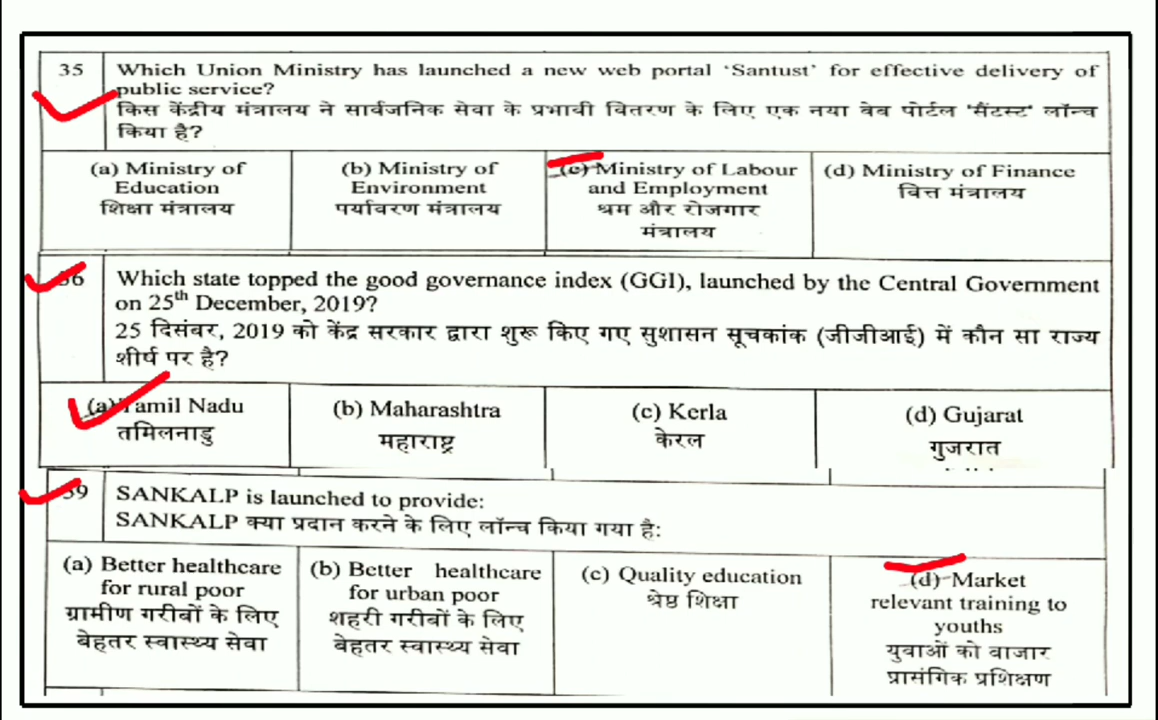 35
Which Union Ministry has launched a new web portal ‘Santust’ for effective delivery of
public service?
किस केंद्रीय मंत्रालय ने सार्वजनिक सेवा के प्रभावी वितरण के लिए एक नया वेब पोर्टल 'सैंटस्ट' लॉन्च
किया है?
(a) Ministry of
Education
शिक्षा मंत्रालय
(b) Ministry of
Environment
पर्यावरण मंत्रालय
(c) Ministry of Labour
and Employment
श्रम और रोजगार
मंत्रालय
(d) Ministry of Finance
वित्त मंत्रालय
36
Which state topped the good governance index (GGI), launched by the Central Government
on 25th December, 2019?
25 दिसंबर, 2019 को केंद्र सरकार द्वारा शुरू किए गए सुशासन सूचकांक (जीजीआई) में कौन सा राज्य
शीर्ष पर है?
(a) Tamil Nadu
तमिलनाडु
(b) Maharashtra
महाराष्ट्र
(c) Kerla
केरल
(d) Gujarat
गुजरात
39
SANKALP is launched to provide:
SANKALP क्या प्रदान करने के लिए लॉन्च किया गया है:
(a) Better healthcare
for rural poor
ग्रामीण गरीबों के लिए
बेहतर स्वास्थ्य सेवा
(b) Better healthcare
for urban poor
शहरी गरीबों के लिए
बेहतर स्वास्थ्य सेवा
(c) Quality education
श्रेष्ठ शिक्षा
(d) Market
relevant training to
youths
युवाओं को बाजार
प्रासंगिक प्रशिक्षण